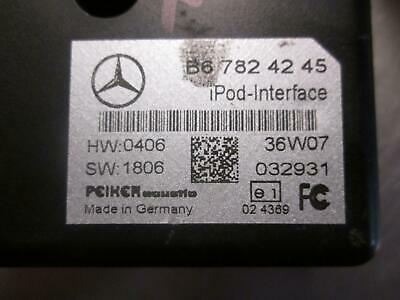 B6 782 42 45
iPod-Interface
HW:0406 36W07
SW:1806 032931
PEIKER acustic
Made in Germany
e1
02 4369
FC